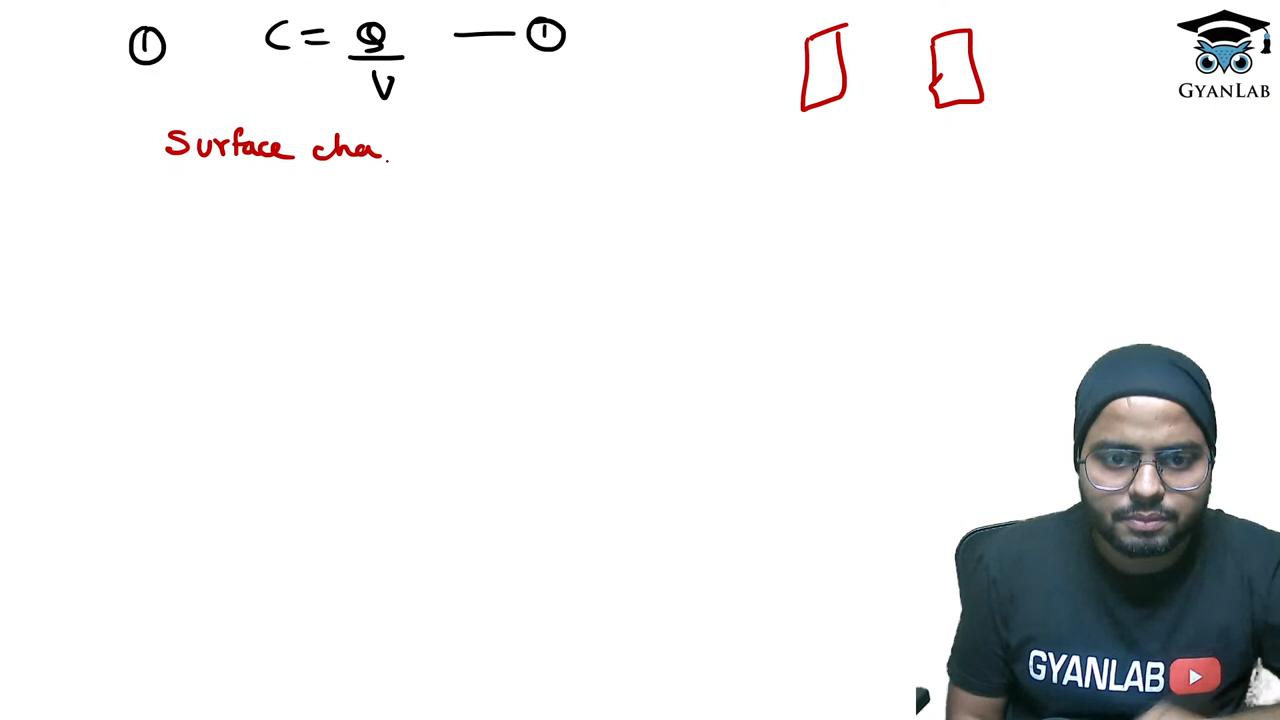 ① C = Q/V —— ①
Surface cha
GYANLAB
GYANLAB